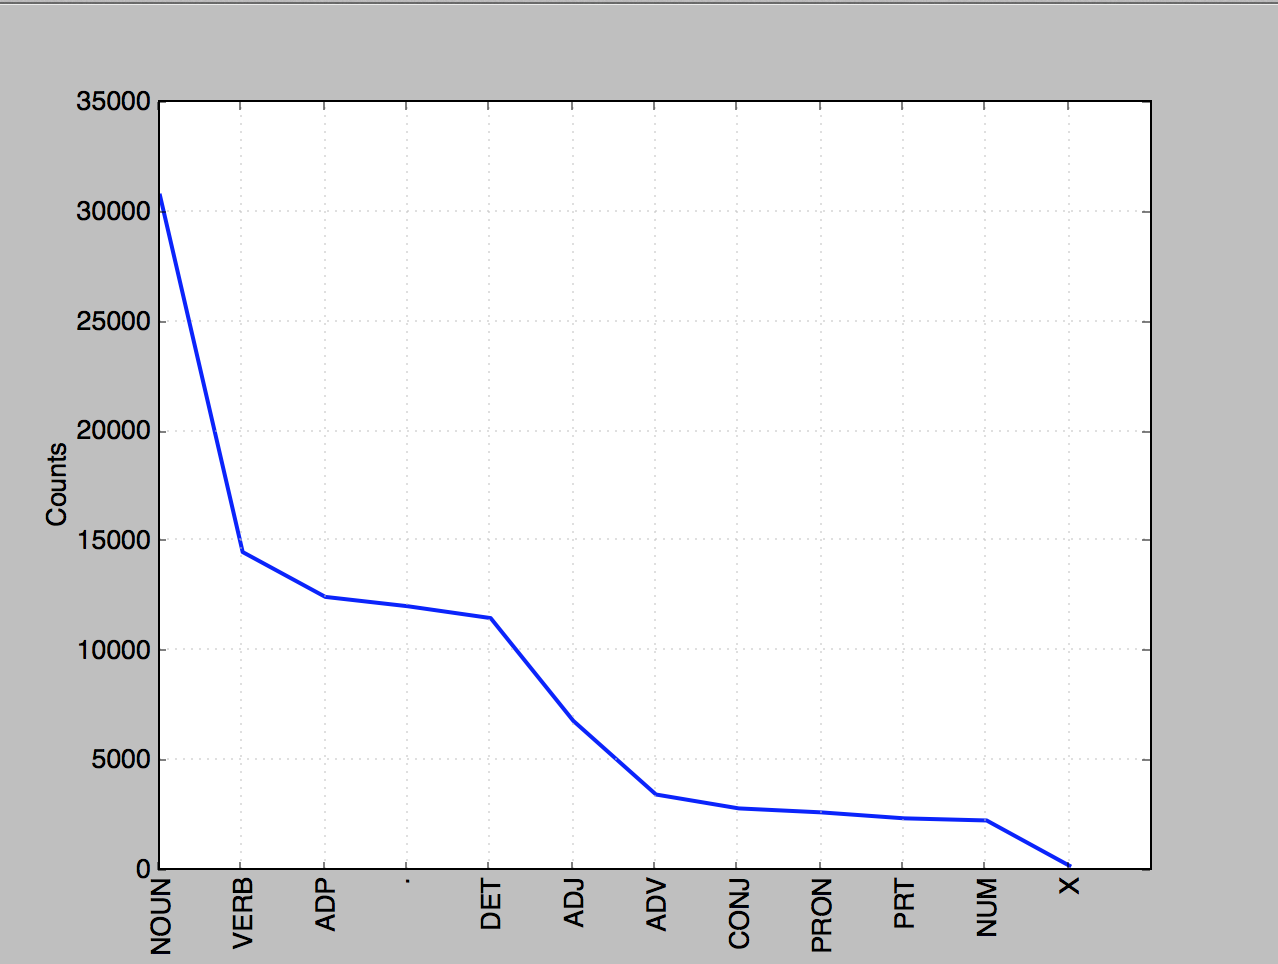 35000
30000
25000
20000
15000
10000
5000
0
Counts
NOUN
VERB
ADP
.
DET
ADJ
ADV
CONJ
PRON
PRT
NUM
X